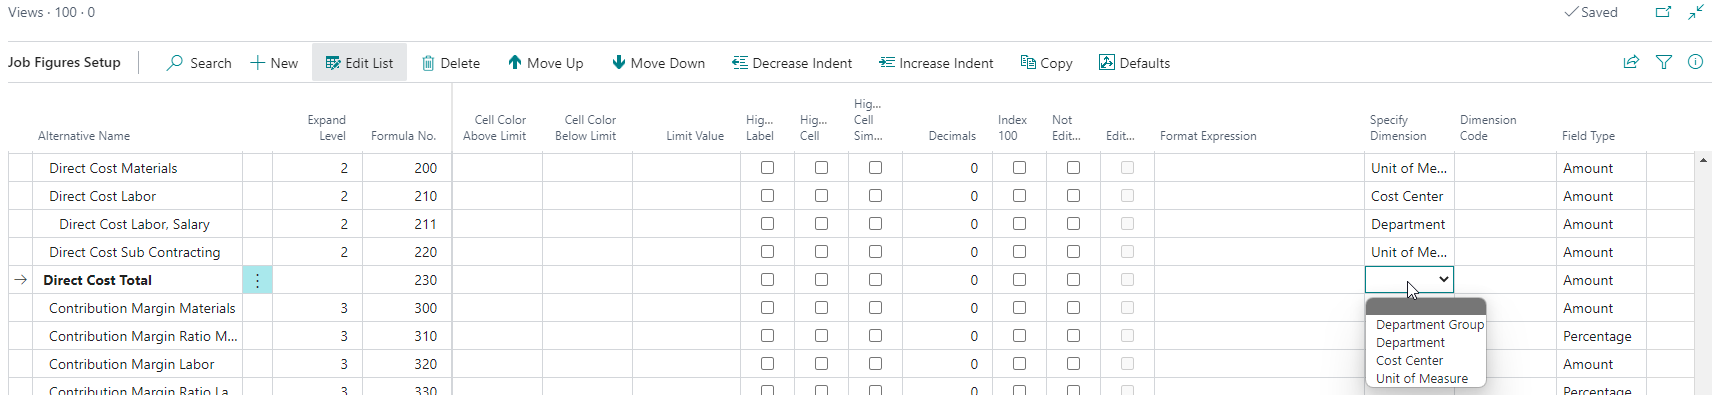 Views · 100 · 0
Saved
Job Figures Setup
Search
New
Edit List
Delete
Move Up
Move Down
Decrease Indent
Increase Indent
Copy
Defaults
Alternative Name
Expand Level
Formula No.
Cell Color Above Limit
Cell Color Below Limit
Limit Value
Hig... Label
Hig... Cell
Hig... Cell Sim...
Decimals
Index 100
Not Edit...
Edit...
Format Expression
Specify Dimension
Dimension Code
Field Type
Direct Cost Materials 2 200 0 Unit of Me... Amount
Direct Cost Labor 2 210 0 Cost Center Amount
Direct Cost Labor, Salary 2 211 0 Department Amount
Direct Cost Sub Contracting 2 220 0 Unit of Me... Amount
Direct Cost Total 230 0 Amount
Contribution Margin Materials 3 300 0 Amount
Contribution Margin Ratio M... 3 310 0 Percentage
Contribution Margin Labor 3 320 0 Amount
Contribution Margin Ratio La... 3 330 0 Percentage
Department Group
Department
Cost Center
Unit of Measure